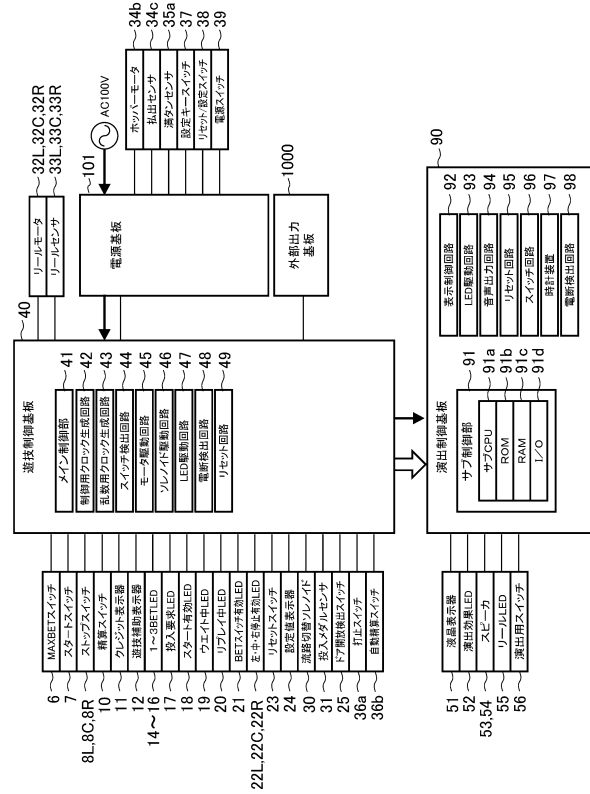 MAXBETスイッチ
6
スタートスイッチ
7
ストップスイッチ
8L,8C,8R
精算スイッチ
10
クレジット表示器
11
遊技補助表示器
12
1〜3BETLED
14〜16
投入要求LED
17
スタート有効LED
18
ウエイト中LED
19
リプレイ中LED
20
BETスイッチ有効LED
21
左・中・右停止有効LED
22L,22C,22R
リセットスイッチ
23
設定値表示器
24
流路切替ソレノイド
30
投入メダルセンサ
31
ドア開放検出スイッチ
25
打止スイッチ
36a
自動精算スイッチ
36b
遊技制御基板
40
メイン制御部
41
制御用クロック生成回路
42
乱数用クロック生成回路
43
スイッチ検出回路
44
モータ駆動回路
45
ソレノイド駆動回路
46
LED駆動回路
47
電断検出回路
48
リセット回路
49
リールモータ
32L,32C,32R
リールセンサ
33L,33C,33R
電源基板
101
AC100V
外部出力
基板
1000
ホッパーモータ
34b
払出センサ
34c
満タンセンサ
35a
設定キースイッチ
37
リセット/設定スイッチ
38
電源スイッチ
39
液晶表示器
51
演出効果LED
52
スピーカ
53,54
リールLED
55
演出用スイッチ
56
演出制御基板
90
サブ制御部
91
サブCPU
91a
ROM
91b
RAM
91c
I/O
91d
表示制御回路
92
LED駆動回路
93
音声出力回路
94
リセット回路
95
スイッチ回路
96
時計装置
97
電断検出回路
98